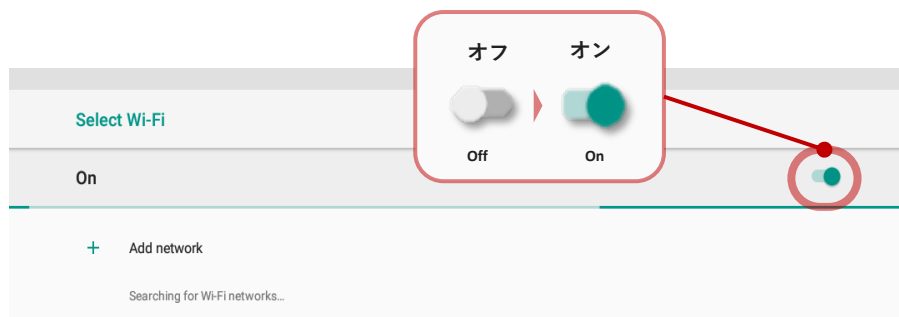 オフ オン
Off On
Select Wi-Fi
On
Add network
Searching for Wi-Fi networks...